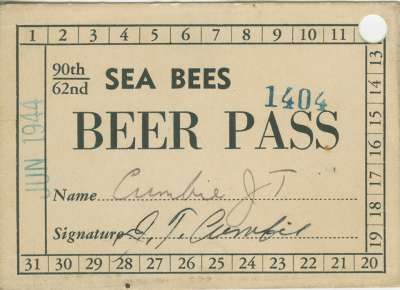 1 2 3 4 5 6 7 8 9 10 11
90th
62nd
SEA BEES
1404
BEER PASS
JUN 1944
Name Cumbie J T
Signature J. T. Cumbie
13
14
15
16
17
18
19
31 30 29 28 27 26 25 24 23 22 21 20